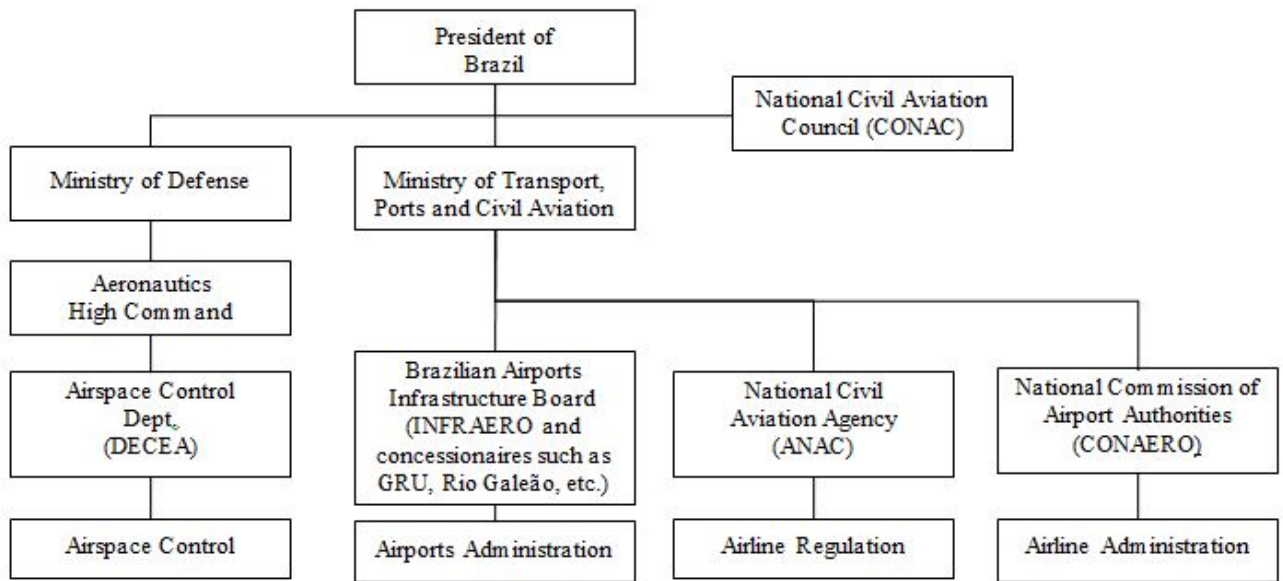 President of
Brazil
National Civil Aviation
Council (CONAC)
Ministry of Defense
Ministry of Transport,
Ports and Civil Aviation
Aeronautics
High Command
Airspace Control
Dept.
(DECEA)
Brazilian Airports
Infrastructure Board
(INFRAERO and
concessionaires such as
GRU, Rio Galeão, etc.)
National Civil
Aviation Agency
(ANAC)
National Commission of
Airport Authorities
(CONAERO)
Airspace Control
Airports Administration
Airline Regulation
Airline Administration